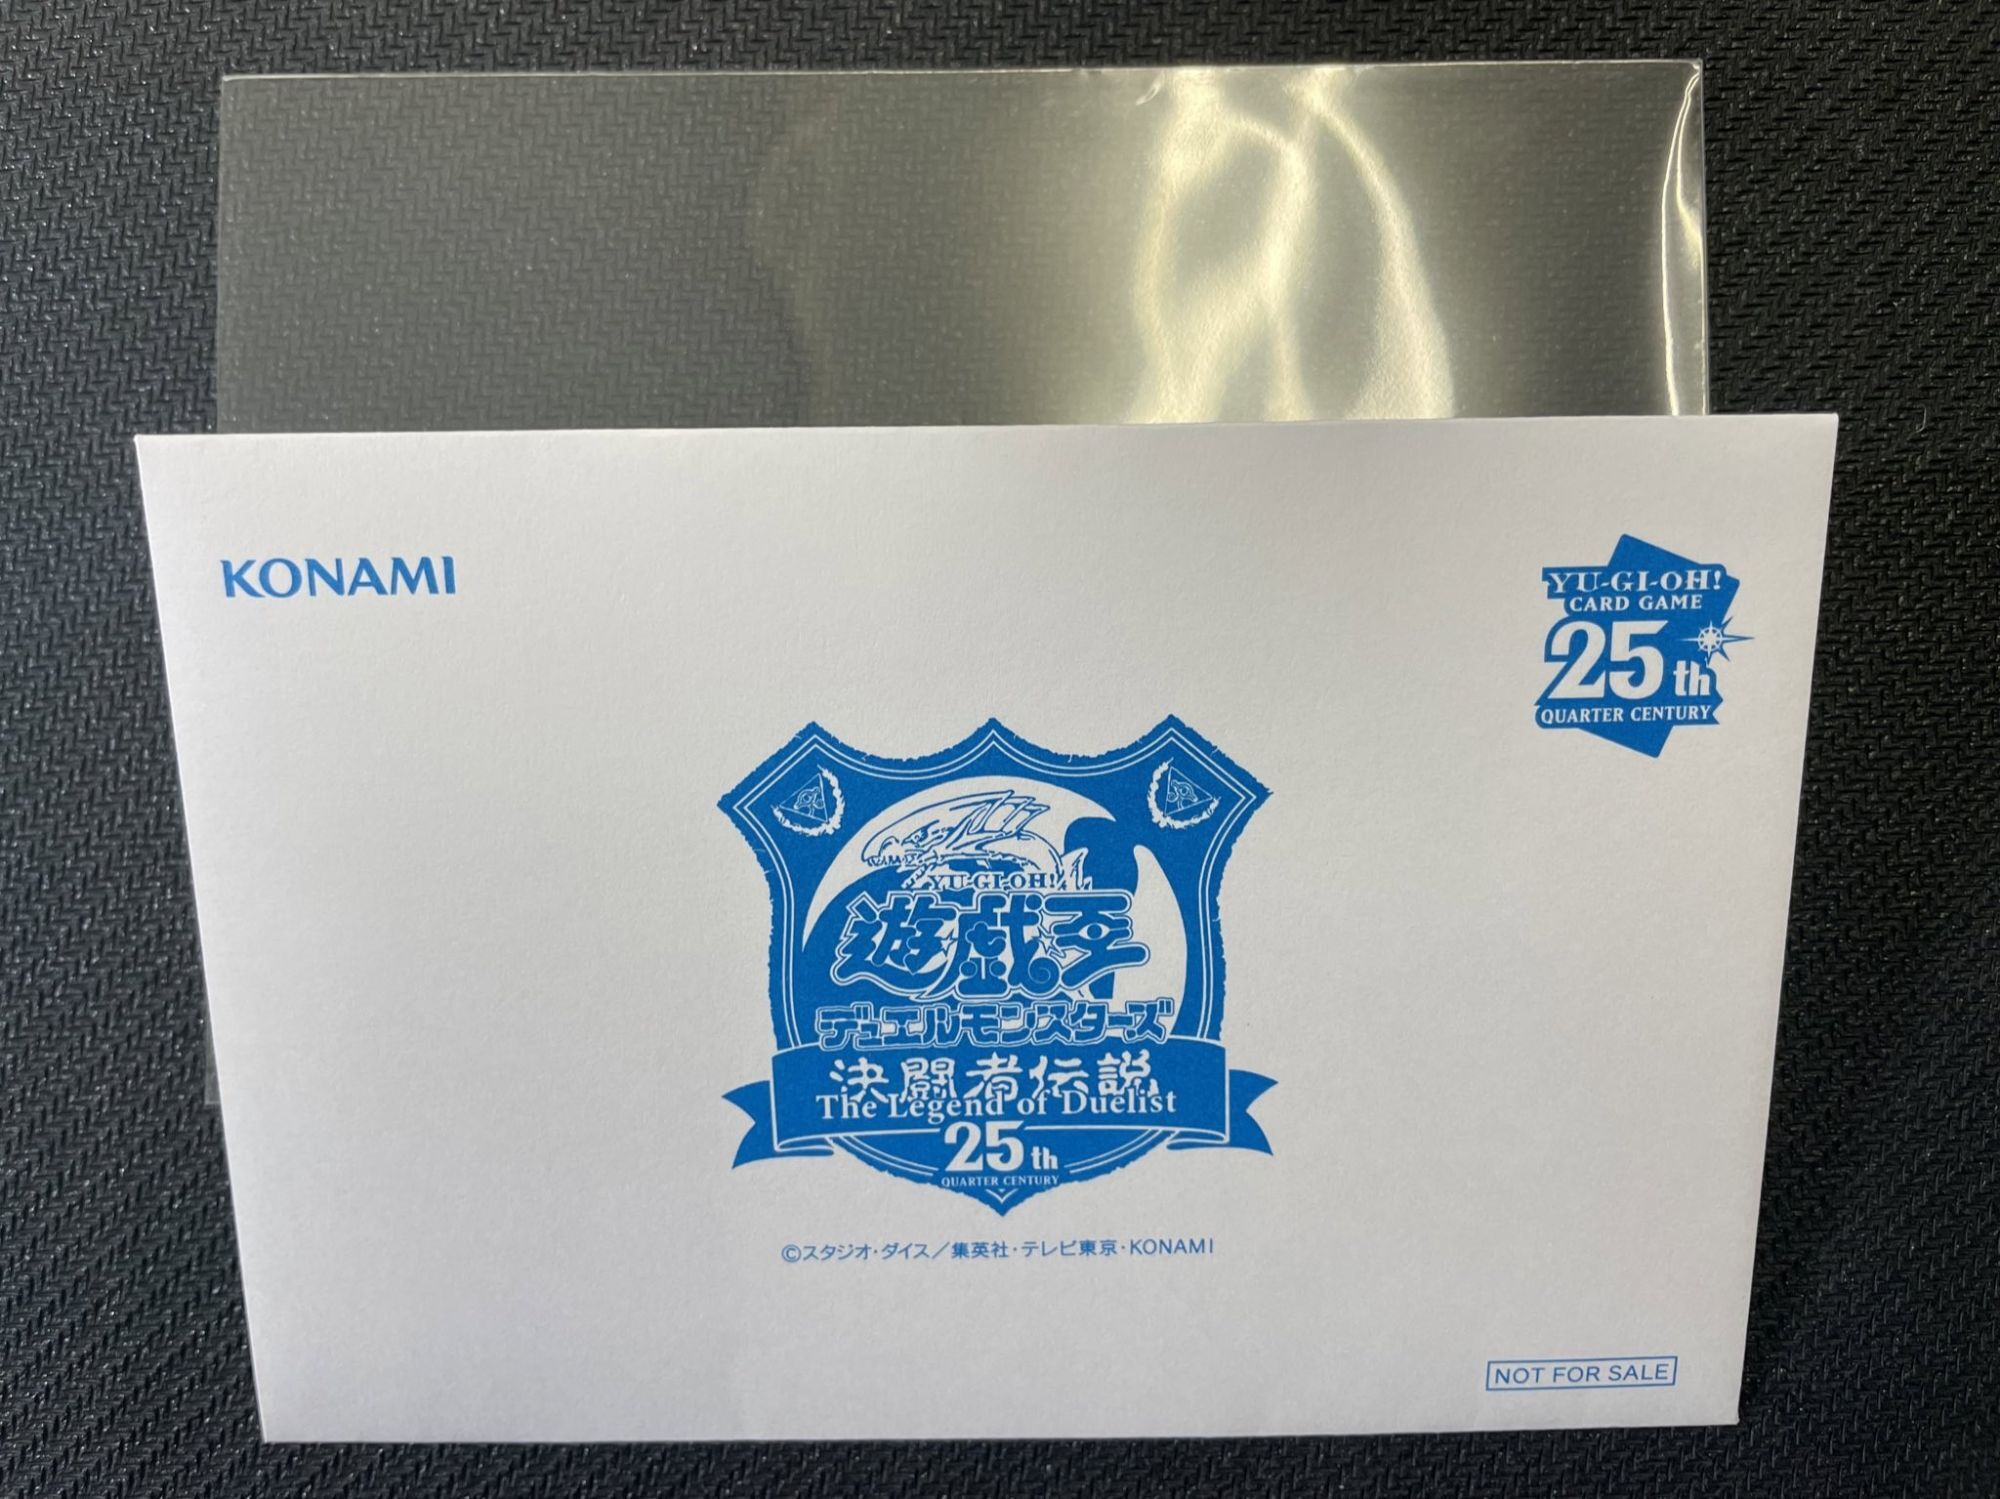 KONAMI
YU-GI-OH!
CARD GAME
25th
QUARTER CENTURY
YU-GI-OH!
遊戯王
デュエルモンスターズ
決闘者伝説
The Legend of Duelist
25th
QUARTER CENTURY
©スタジオ・ダイス／集英社・テレビ東京・KONAMI
NOT FOR SALE